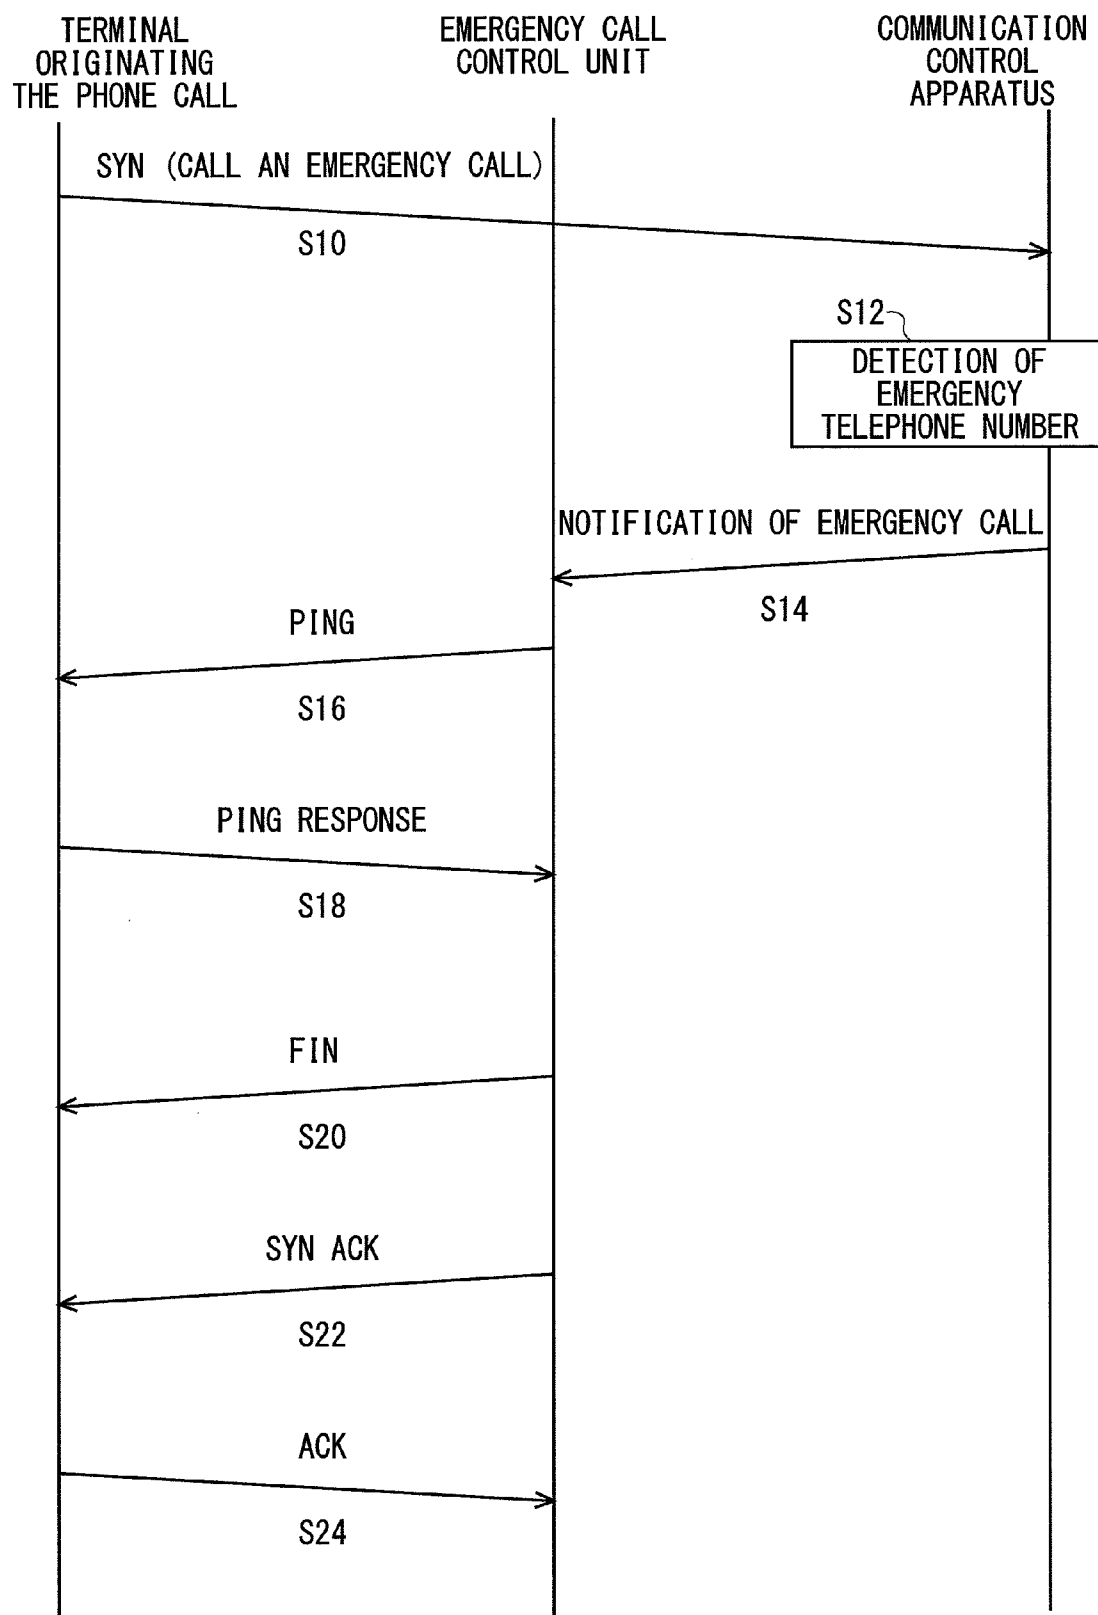 TERMINAL
ORIGINATING
THE PHONE CALL
EMERGENCY CALL
CONTROL UNIT
COMMUNICATION
CONTROL
APPARATUS
SYN (CALL AN EMERGENCY CALL)
S10
S12
DETECTION OF
EMERGENCY
TELEPHONE NUMBER
NOTIFICATION OF EMERGENCY CALL
S14
PING
S16
PING RESPONSE
S18
FIN
S20
SYN ACK
S22
ACK
S24